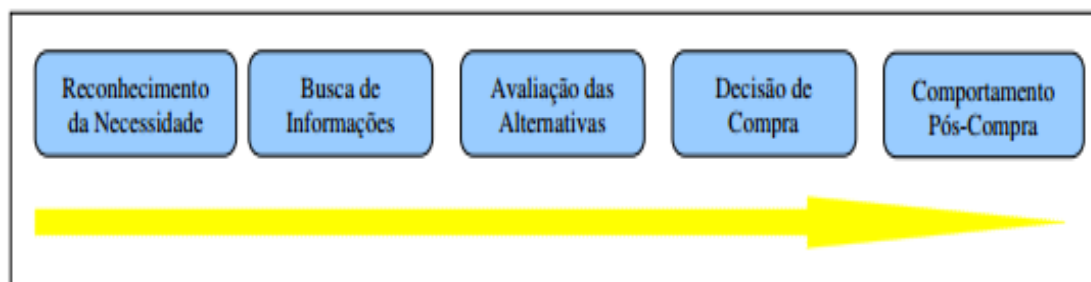 Reconhecimento
da Necessidade
Busca de
Informações
Avaliação das
Alternativas
Decisão de
Compra
Comportamento
Pós-Compra